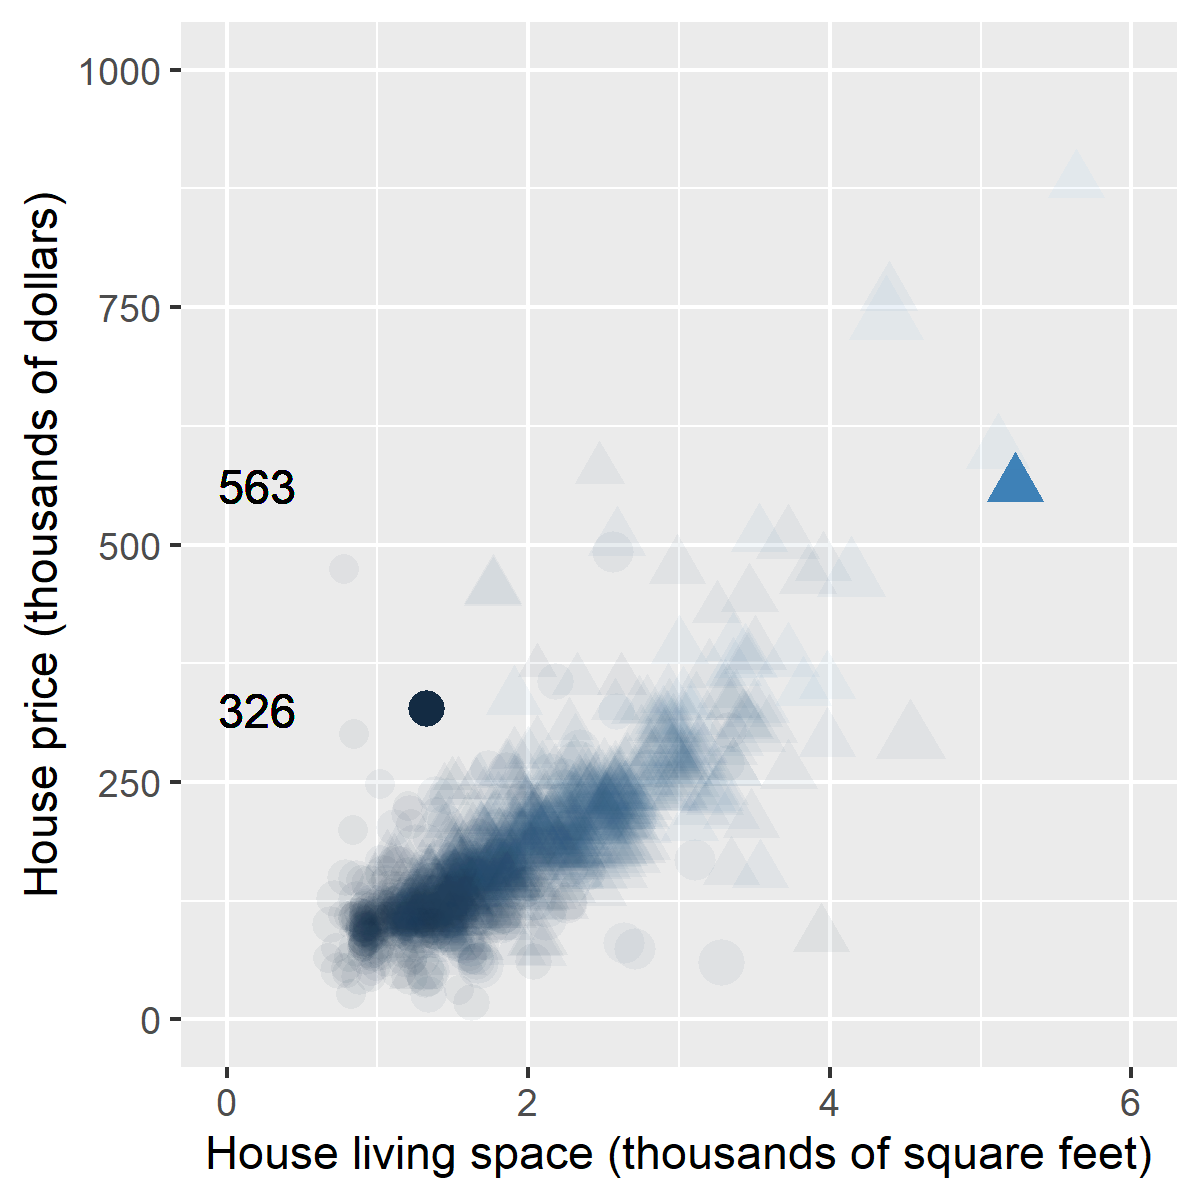 1000
750
563
500
326
250
0
0 2 4 6
House living space (thousands of square feet)
House price (thousands of dollars)